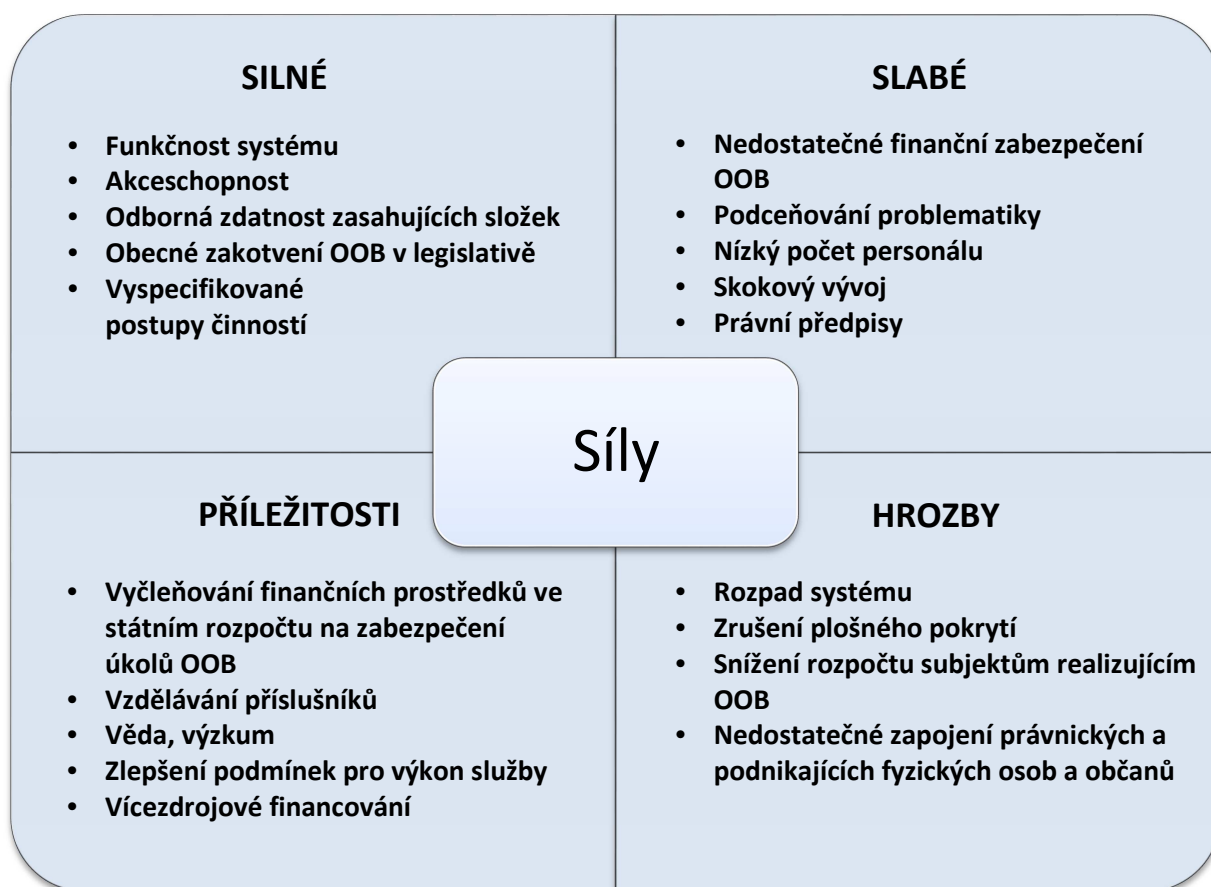 SILNÉ
• Funkčnost systému
• Akceschopnost
• Odborná zdatnost zasahujících složek
• Obecné zakotvení OOB v legislativě
• Vyspecifikované
postupy činností
SLABÉ
• Nedostatečné finanční zabezpečení
OOB
• Podceňování problematiky
• Nízký počet personálu
• Skokový vývoj
• Právní předpisy
Síly
PŘÍLEŽITOSTI
• Vyčleňování finančních prostředků ve
státním rozpočtu na zabezpečení
úkolů OOB
• Vzdělávání příslušníků
• Věda, výzkum
• Zlepšení podmínek pro výkon služby
• Vícezdrojové financování
HROZBY
• Rozpad systému
• Zrušení plošného pokrytí
• Snížení rozpočtu subjektům realizujícím
OOB
• Nedostatečné zapojení právnických a
podnikajících fyzických osob a občanů